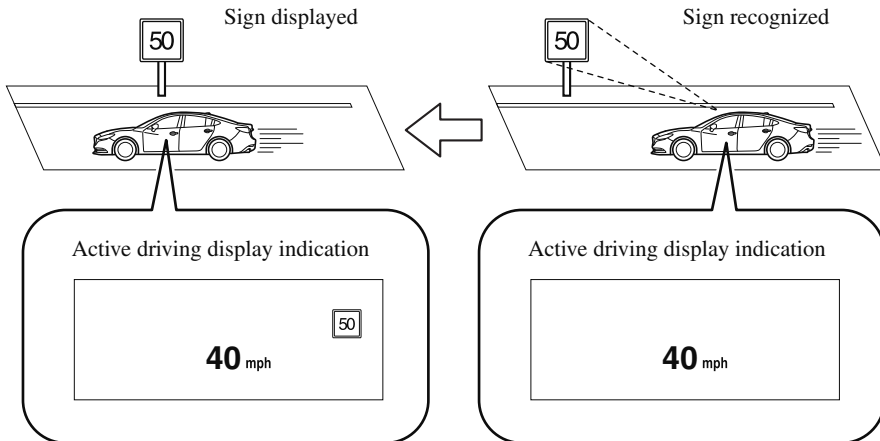 Sign displayed
50
Active driving display indication
50
40 mph
Sign recognized
50
Active driving display indication
40 mph